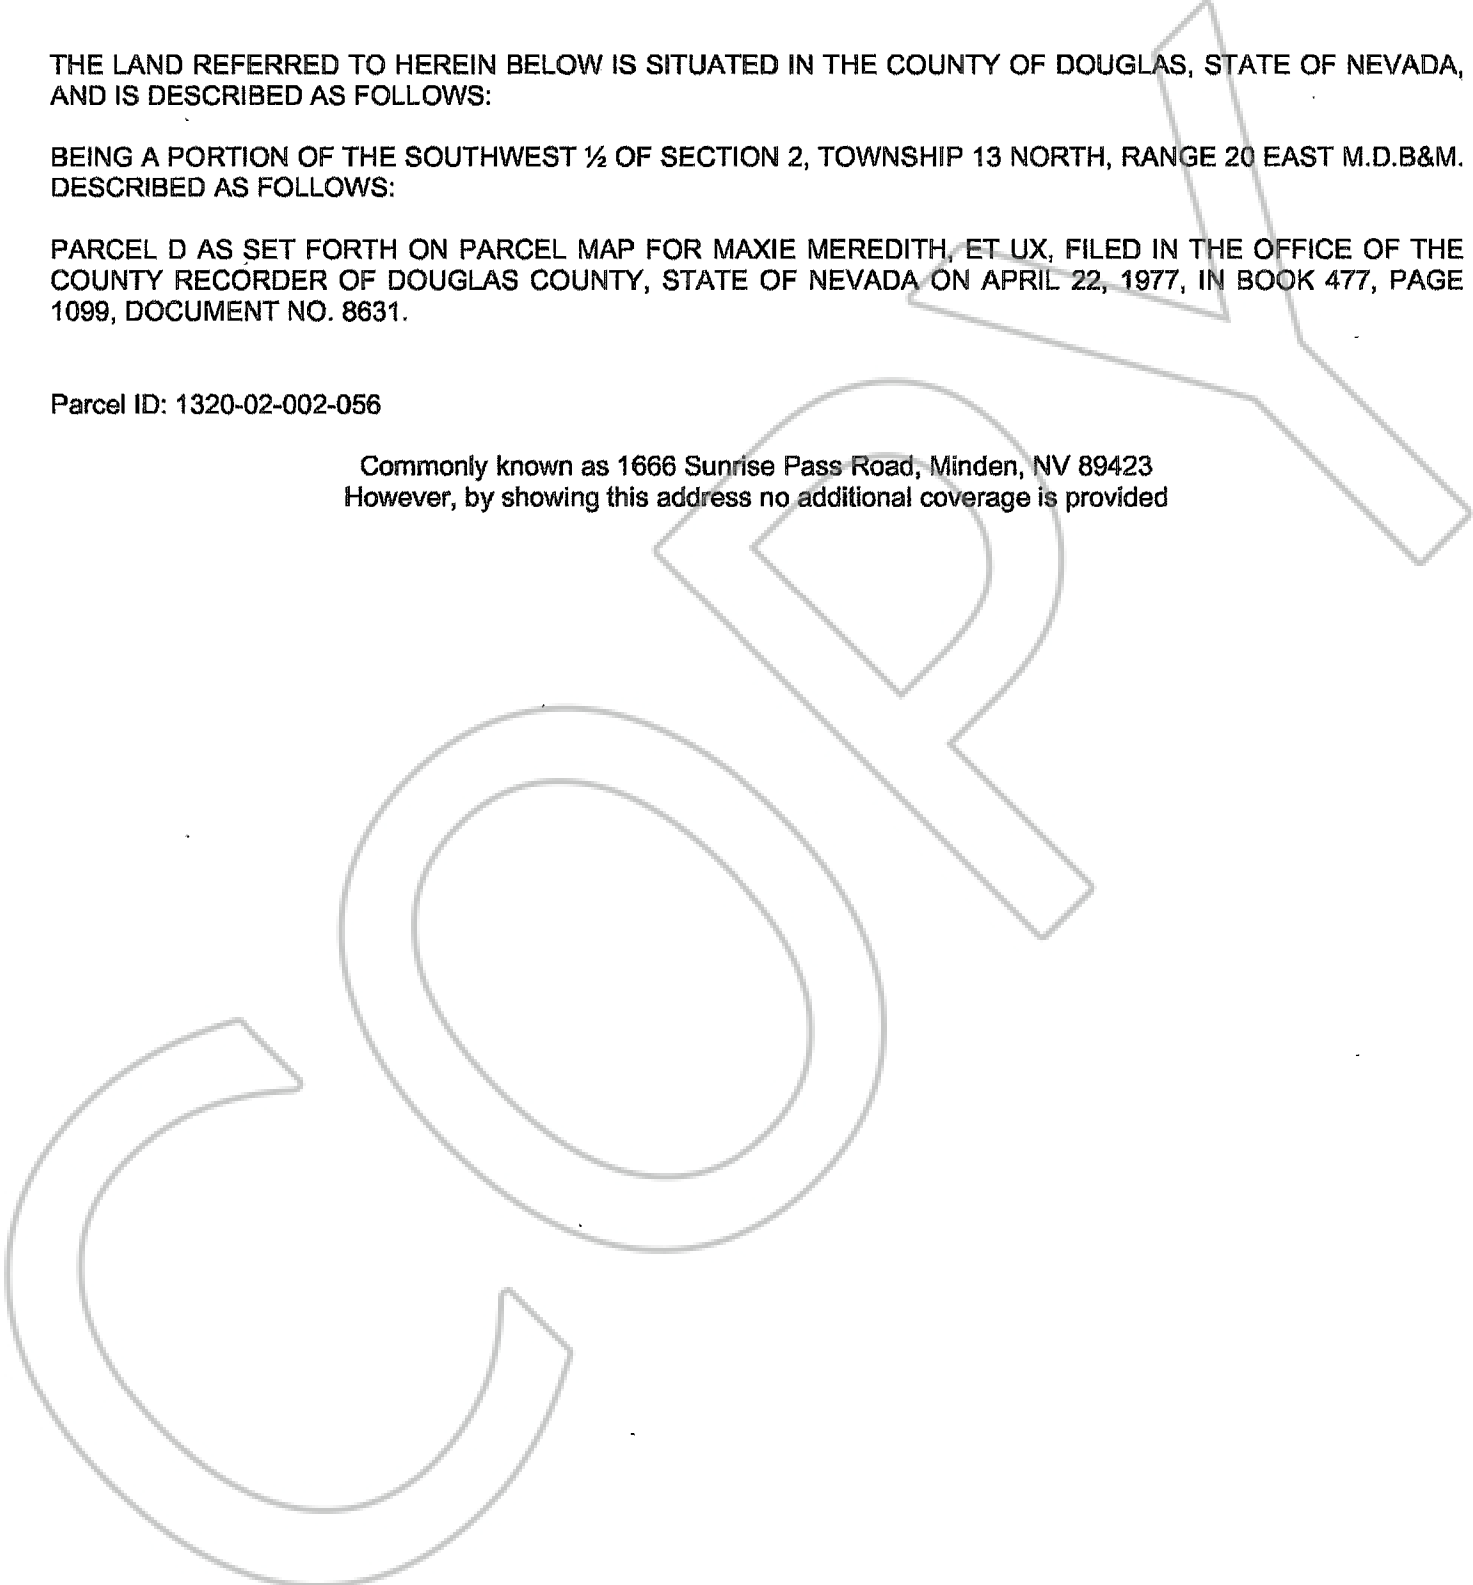 THE LAND REFERRED TO HEREIN BELOW IS SITUATED IN THE COUNTY OF DOUGLAS, STATE OF NEVADA,
AND IS DESCRIBED AS FOLLOWS:
BEING A PORTION OF THE SOUTHWEST ½ OF SECTION 2, TOWNSHIP 13 NORTH, RANGE 20 EAST M.D.B&M.
DESCRIBED AS FOLLOWS:
PARCEL D AS SET FORTH ON PARCEL MAP FOR MAXIE MEREDITH, ET UX, FILED IN THE OFFICE OF THE
COUNTY RECORDER OF DOUGLAS COUNTY, STATE OF NEVADA ON APRIL 22, 1977, IN BOOK 477, PAGE
1099, DOCUMENT NO. 8631.
Parcel ID: 1320-02-002-056
Commonly known as 1666 Sunrise Pass Road, Minden, NV 89423
However, by showing this address no additional coverage is provided
COPY